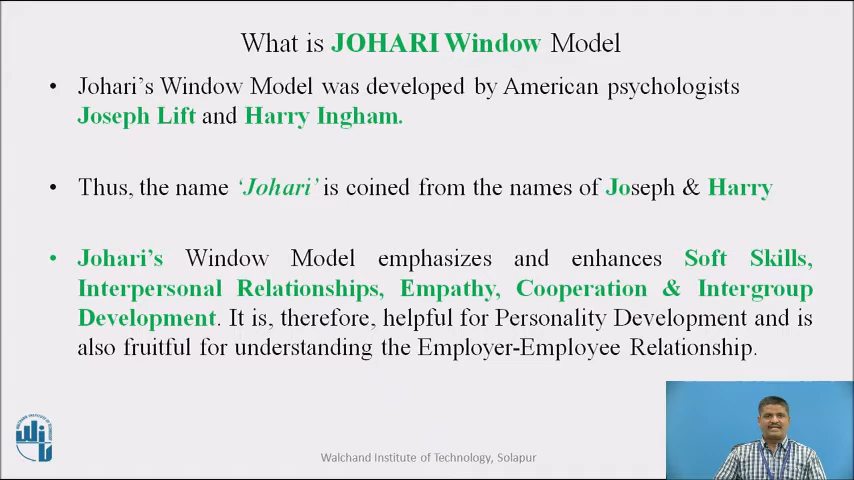 What is JOHARI Window Model
• Johari's Window Model was developed by American psychologists
Joseph Lift and Harry Ingham.
• Thus, the name ‘Johari’ is coined from the names of Joseph & Harry
• Johari's Window Model emphasizes and enhances Soft Skills,
Interpersonal Relationships, Empathy, Cooperation & Intergroup
Development. It is, therefore, helpful for Personality Development and is
also fruitful for understanding the Employer-Employee Relationship.
Walchand Institute of Technology, Solapur